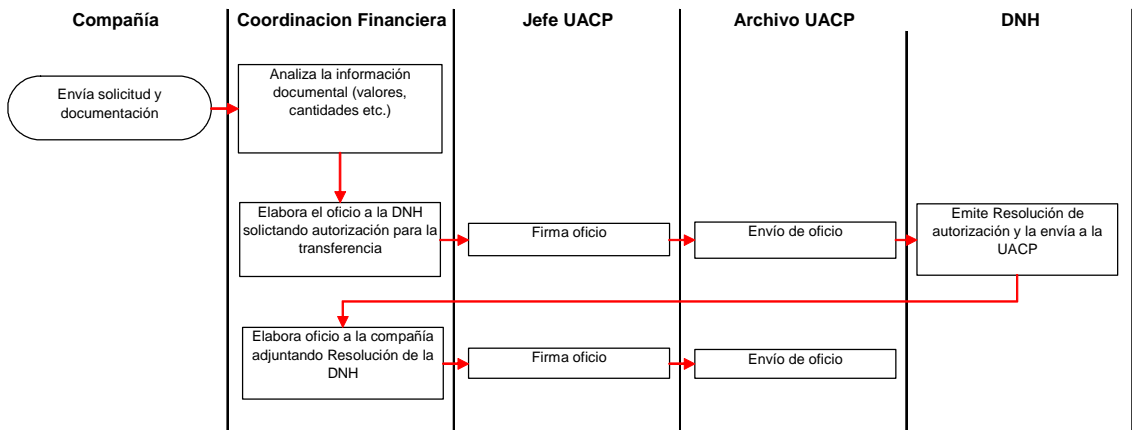 Compañía
Coordinacion Financiera
Jefe UACP
Archivo UACP
DNH
Envía solicitud y
documentación
Analiza la información
documental (valores,
cantidades etc.)
Elabora el oficio a la DNH
solictando autorización para la
transferencia
Firma oficio
Envío de oficio
Emite Resolución de
autorización y la envía a la
UACP
Elabora oficio a la compañía
adjuntando Resolución de la
DNH
Firma oficio
Envío de oficio